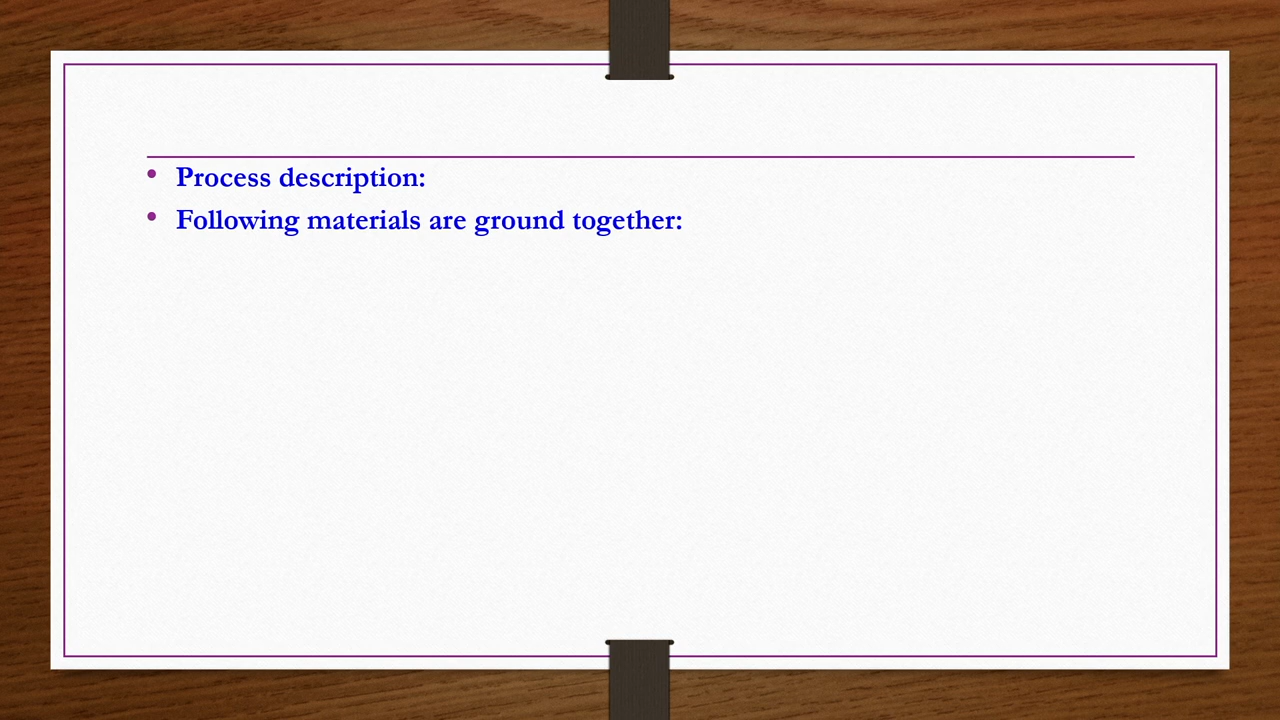 • Process description:
• Following materials are ground together: